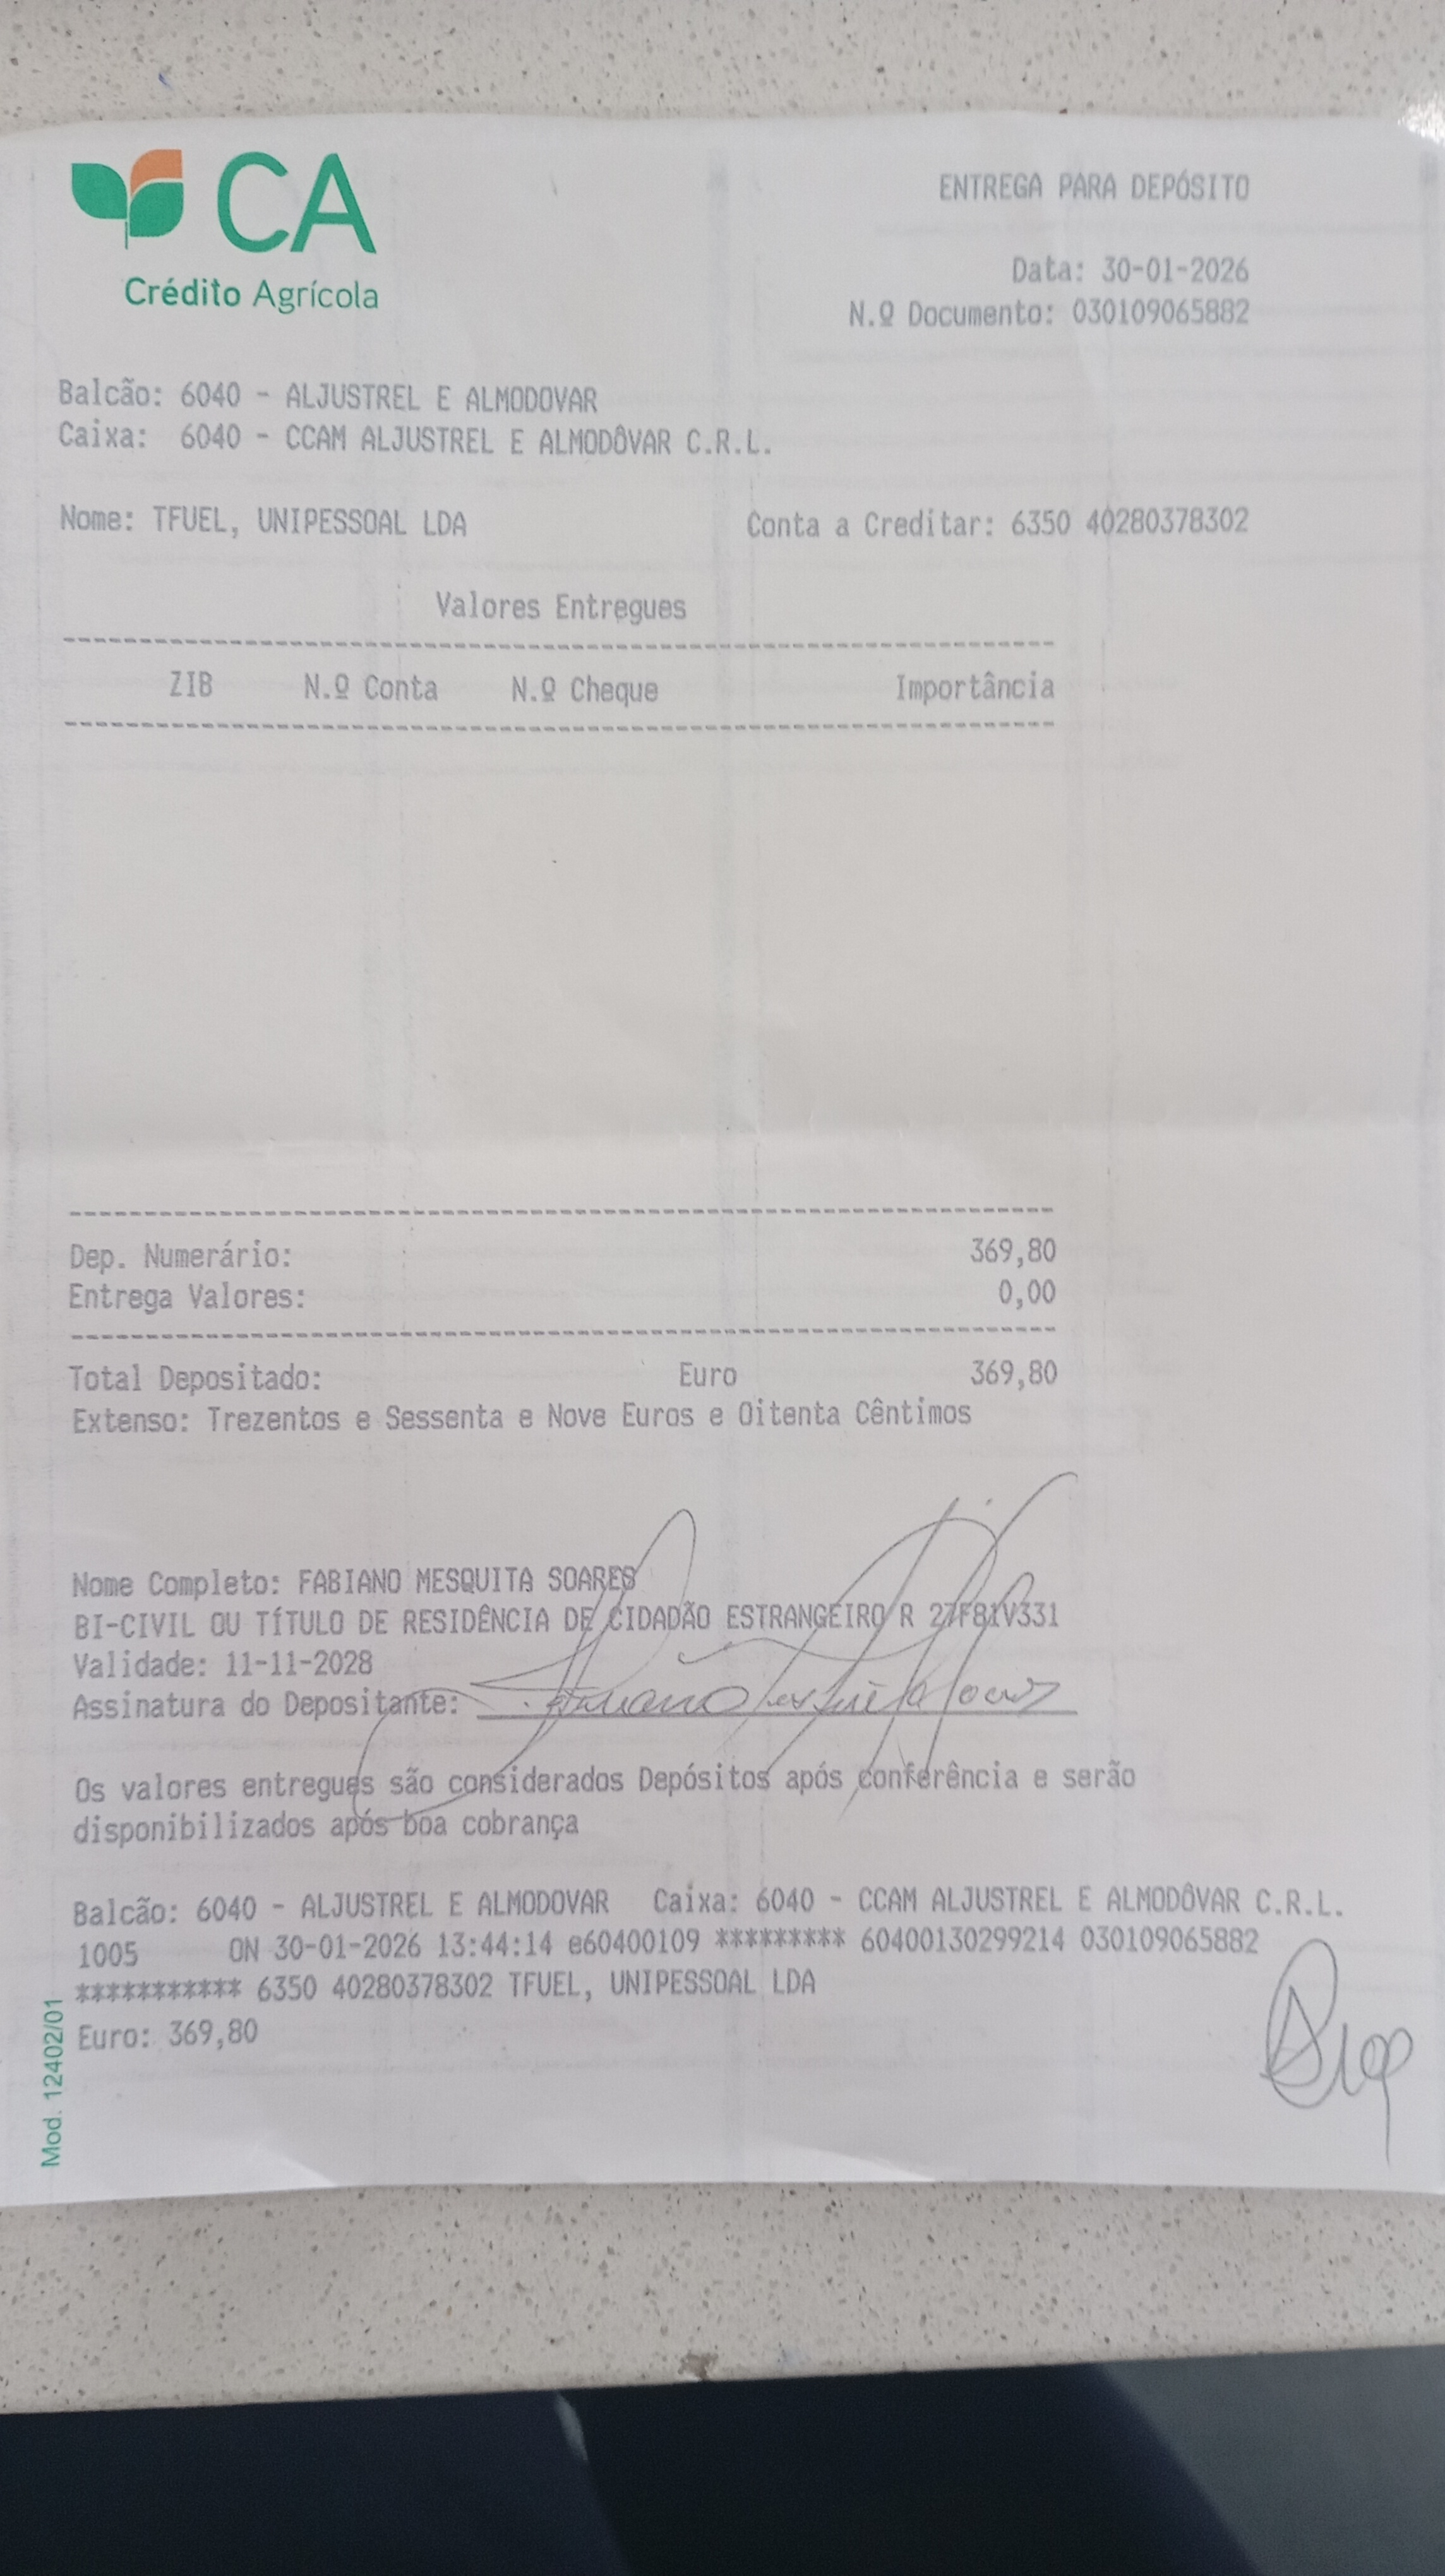 CA
Crédito Agrícola
ENTREGA PARA DEPÓSITO
Data: 30-01-2026
N.º Documento: 030109065882
Balcão: 6040 - ALJUSTREL E ALMODOVAR
Caixa: 6040 - CCAM ALJUSTREL E ALMODÔVAR C.R.L.
Nome: TFUEL, UNIPESSOAL LDA Conta a Creditar: 6350 40280378302
Valores Entregues
ZIB N.º Conta N.º Cheque Importância
Dep. Numerário: 369,80
Entrega Valores: 0,00
Total Depositado: Euro 369,80
Extenso: Trezentos e Sessenta e Nove Euros e Oitenta Cêntimos
Nome Completo: FABIANO MESQUITA SOARES
BI-CIVIL OU TÍTULO DE RESIDÊNCIA DE CIDADÃO ESTRANGEIRO R 27F81V331
Validade: 11-11-2028
Assinatura do Depositante:
Os valores entregues são considerados Depósitos após conferência e serão
disponibilizados após boa cobrança
Balcão: 6040 - ALJUSTREL E ALMODOVAR Caixa: 6040 - CCAM ALJUSTREL E ALMODÔVAR C.R.L.
1005 ON 30-01-2026 13:44:14 e60400109 ********* 60400130299214 030109065882
*********** 6350 40280378302 TFUEL, UNIPESSOAL LDA
Euro: 369,80
Mod. 12402/01